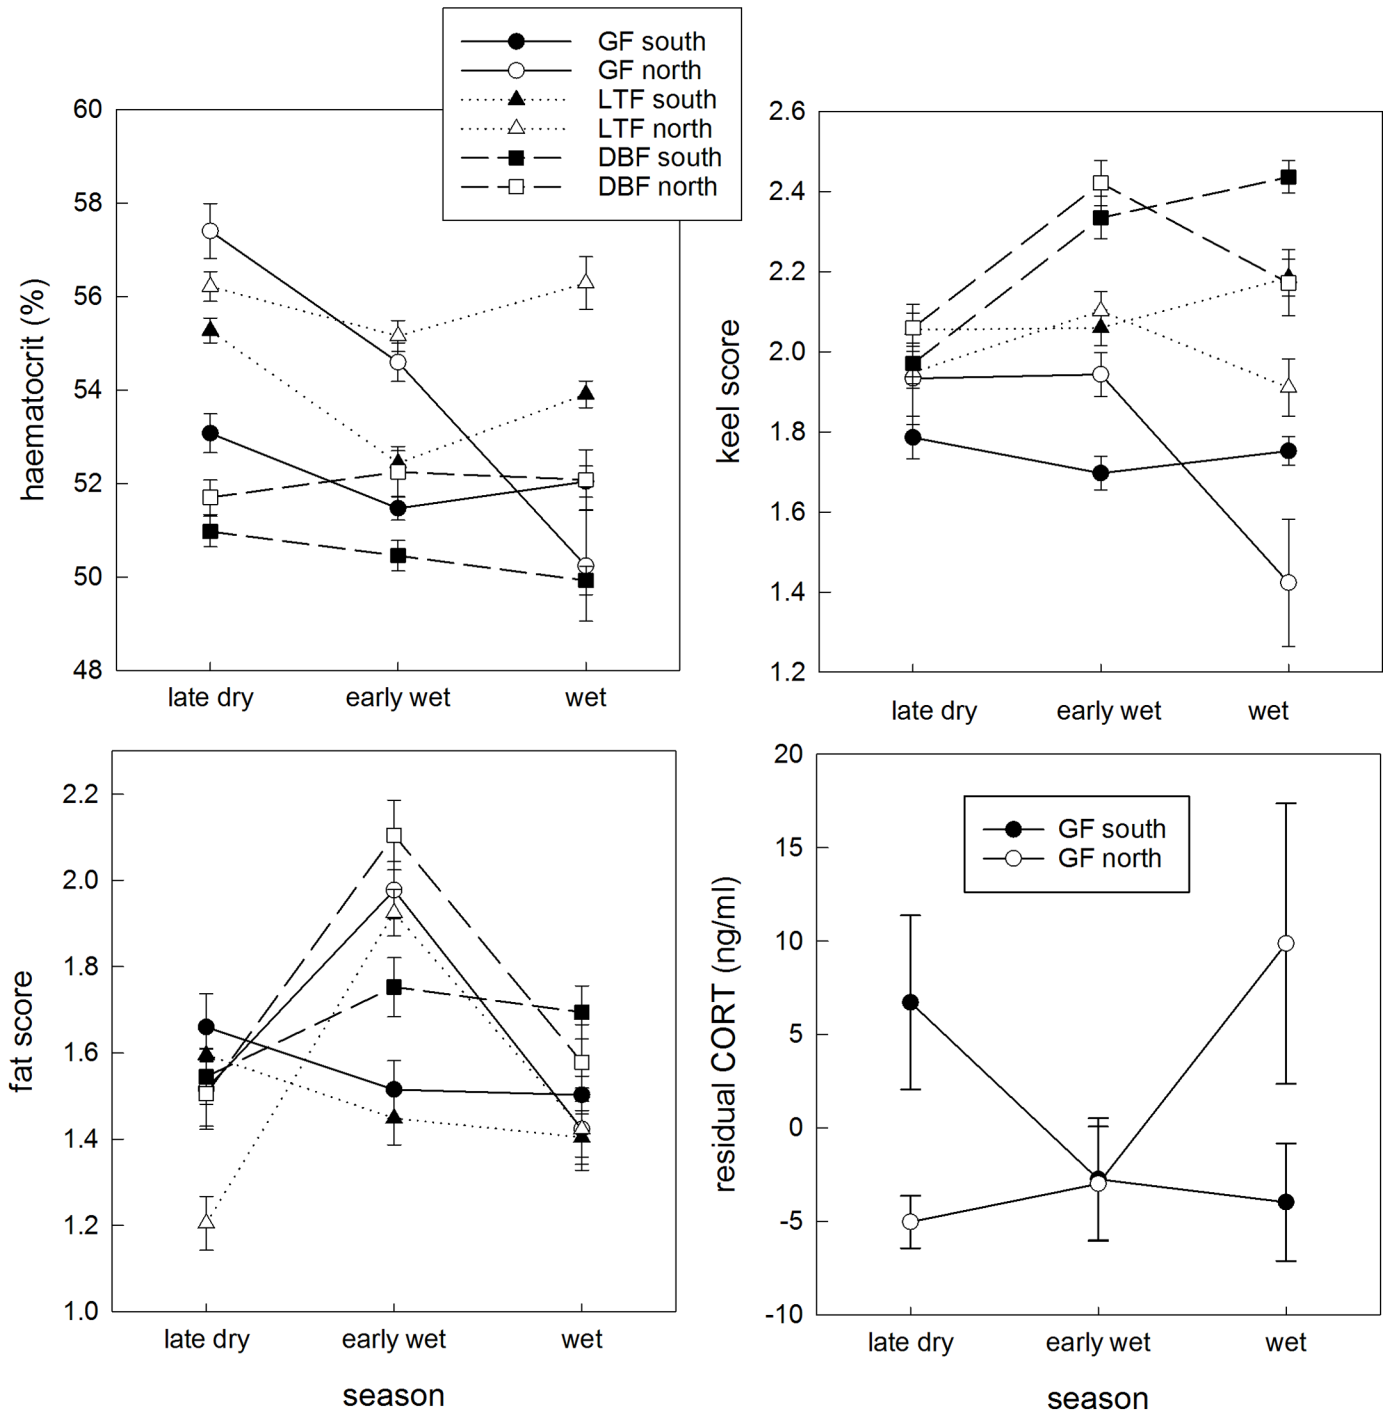 GF south
GF north
LTF south
LTF north
DBF south
DBF north
60
58
56
54
52
50
48
haematocrit (%)
late dry early wet wet
2.6
2.4
2.2
2.0
1.8
1.6
1.4
1.2
keel score
late dry early wet wet
2.2
2.0
1.8
1.6
1.4
1.2
1.0
fat score
late dry early wet wet
season
GF south
GF north
20
15
10
5
0
-5
-10
residual CORT (ng/ml)
late dry early wet wet
season